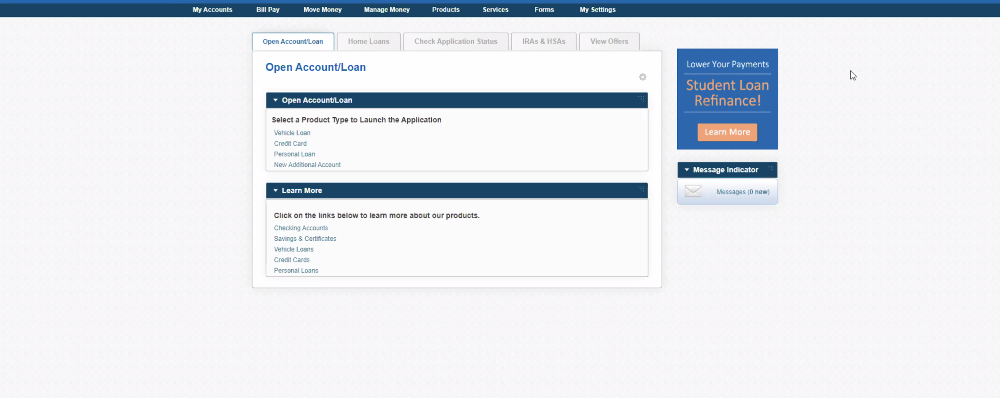 My Accounts Bill Pay Move Money Manage Money Products Services Forms My Settings
Open Account/Loan Home Loans Check Application Status IRAs & HSAs View Offers
Open Account/Loan
Open Account/Loan
Select a Product Type to Launch the Application
Vehicle Loan
Credit Card
Personal Loan
New Additional Account
Learn More
Click on the links below to learn more about our products.
Checking Accounts
Savings & Certificates
Vehicle Loans
Credit Cards
Personal Loans
Lower Your Payments
Student Loan
Refinance!
Learn More
Message Indicator
Messages (0 new)